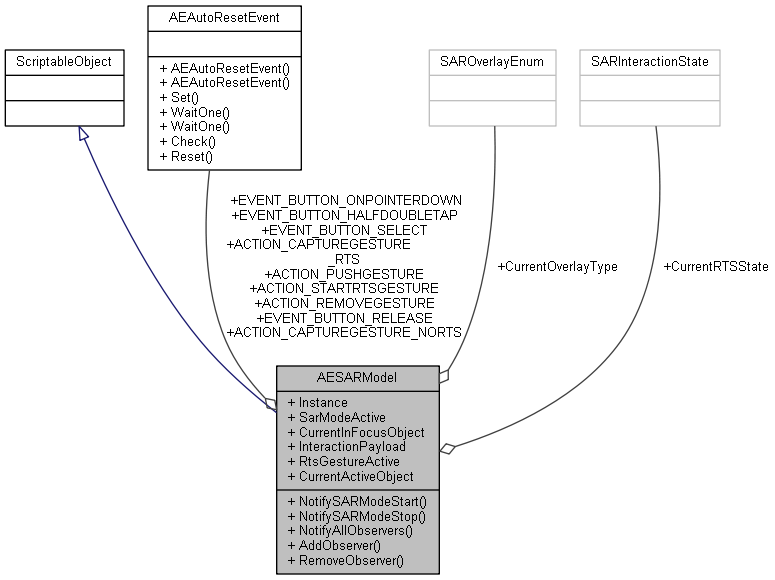 AEAutoResetEvent
+ AEAutoResetEvent()
+ AEAutoResetEvent()
+ Set()
+ WaitOne()
+ WaitOne()
+ Check()
+ Reset()
ScriptableObject
SAROverlayEnum
SARInteractionState
+EVENT_BUTTON_ONPOINTERDOWN
+EVENT_BUTTON_HALFDOUBLETAP
+EVENT_BUTTON_SELECT
+ACTION_CAPTUREGESTURE
_RTS
+ACTION_PUSHGESTURE
+ACTION_STARTRTSGESTURE
+ACTION_REMOVEGESTURE
+EVENT_BUTTON_RELEASE
+ACTION_CAPTUREGESTURE_NORTS
+CurrentOverlayType
+CurrentRTSState
AESARModel
+ Instance
+ SarModeActive
+ CurrentInFocusObject
+ InteractionPayload
+ RtsGestureActive
+ CurrentActiveObject
+ NotifySARModeStart()
+ NotifySARModeStop()
+ NotifyAllObservers()
+ AddObserver()
+ RemoveObserver()